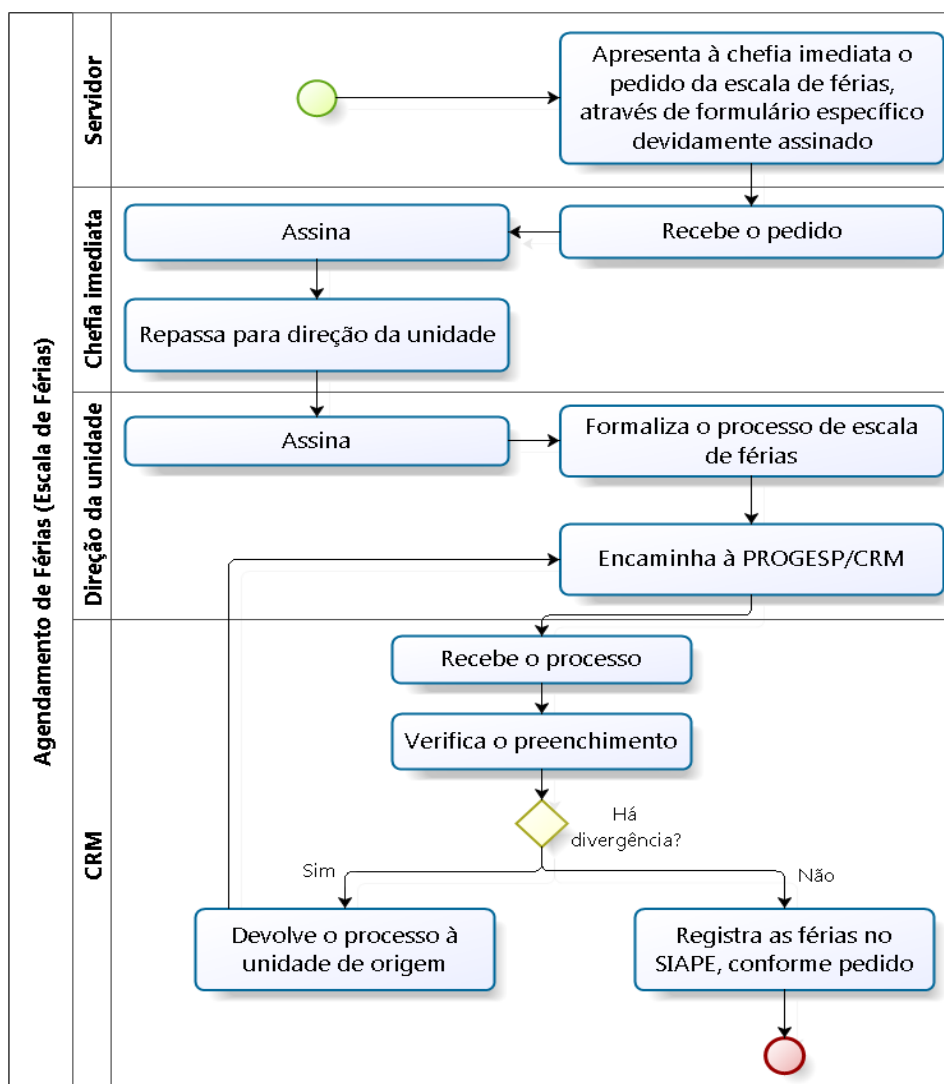 Agendamento de Férias (Escala de Férias)
Servidor
Apresenta à chefia imediata o
pedido da escala de férias,
através de formulário específico
devidamente assinado
Chefia imediata
Recebe o pedido
Assina
Repassa para direção da unidade
Direção da unidade
Assina
Formaliza o processo de escala
de férias
Encaminha à PROGESP/CRM
CRM
Recebe o processo
Verifica o preenchimento
Há
divergência?
Sim
Não
Devolve o processo à
unidade de origem
Registra as férias no
SIAPE, conforme pedido